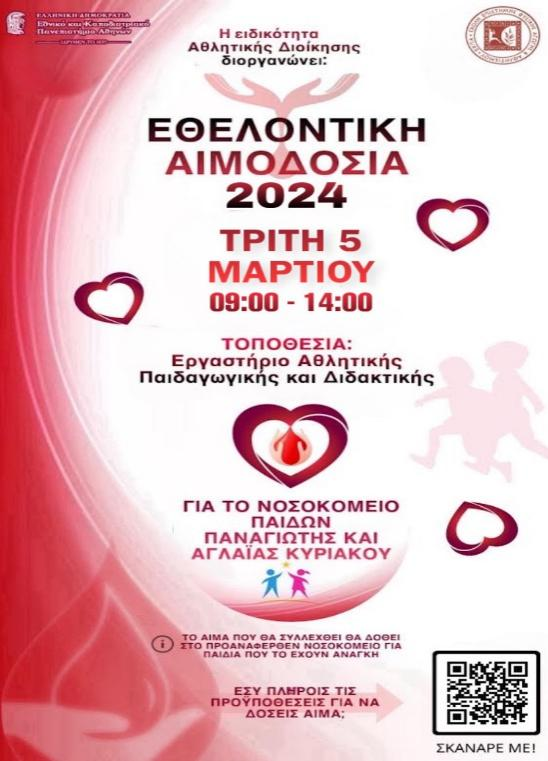 ΕΛΛΗΝΙΚΗ ΔΗΜΟΚΡΑΤΙΑ
Εθνικό και Καποδιστριακό
Πανεπιστήμιο Αθηνών
Η ειδικότητα
Αθλητικής Διοίκησης
διοργανώνει:
ΕΘΕΛΟΝΤΙΚΗ
ΑΙΜΟΔΟΣΙΑ
2024
ΤΡΙΤΗ 5
ΜΑΡΤΙΟΥ
09:00 - 14:00
ΤΟΠΟΘΕΣΙΑ:
Εργαστήριο Αθλητικής
Παιδαγωγικής και Διδακτικής
ΓΙΑ ΤΟ ΝΟΣΟΚΟΜΕΙΟ
ΠΑΙΔΩΝ
ΠΑΝΑΓΙΩΤΗΣ ΚΑΙ
ΑΓΛΑΪΑΣ ΚΥΡΙΑΚΟΥ
ΤΟ ΑΙΜΑ ΠΟΥ ΘΑ ΣΥΛΛΕΧΘΕΙ ΘΑ ΔΟΘΕΙ
ΣΤΟ ΠΡΟΑΝΑΦΕΡΘΕΝ ΝΟΣΟΚΟΜΕΙΟ ΓΙΑ
ΠΑΙΔΙΑ ΠΟΥ ΤΟ ΕΧΟΥΝ ΑΝΑΓΚΗ
ΕΣΥ ΠΛΗΡΟΙΣ ΤΙΣ
ΠΡΟΫΠΟΘΕΣΕΙΣ ΓΙΑ ΝΑ
ΔΩΣΕΙΣ ΑΙΜΑ;
ΣΚΑΝΑΡΕ ΜΕ!